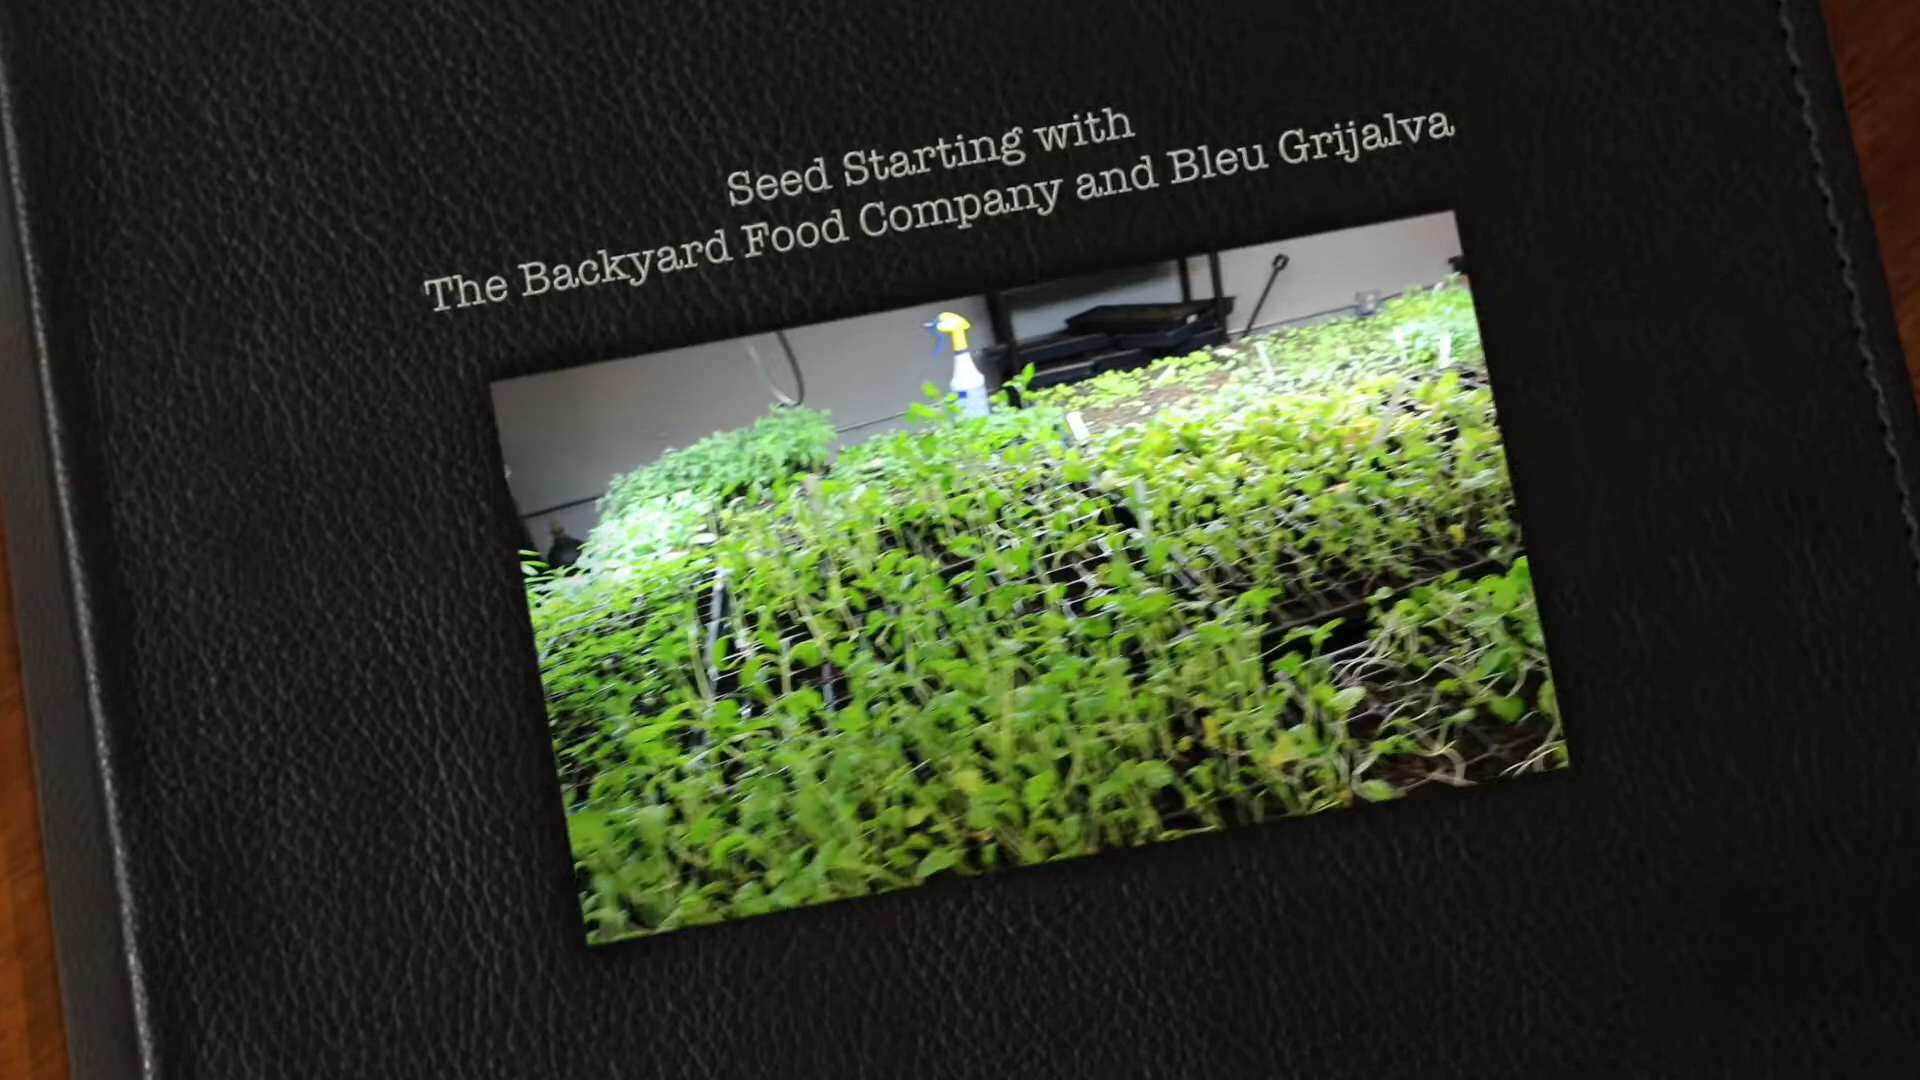 Seed Starting with
The Backyard Food Company and Bleu Grijalva